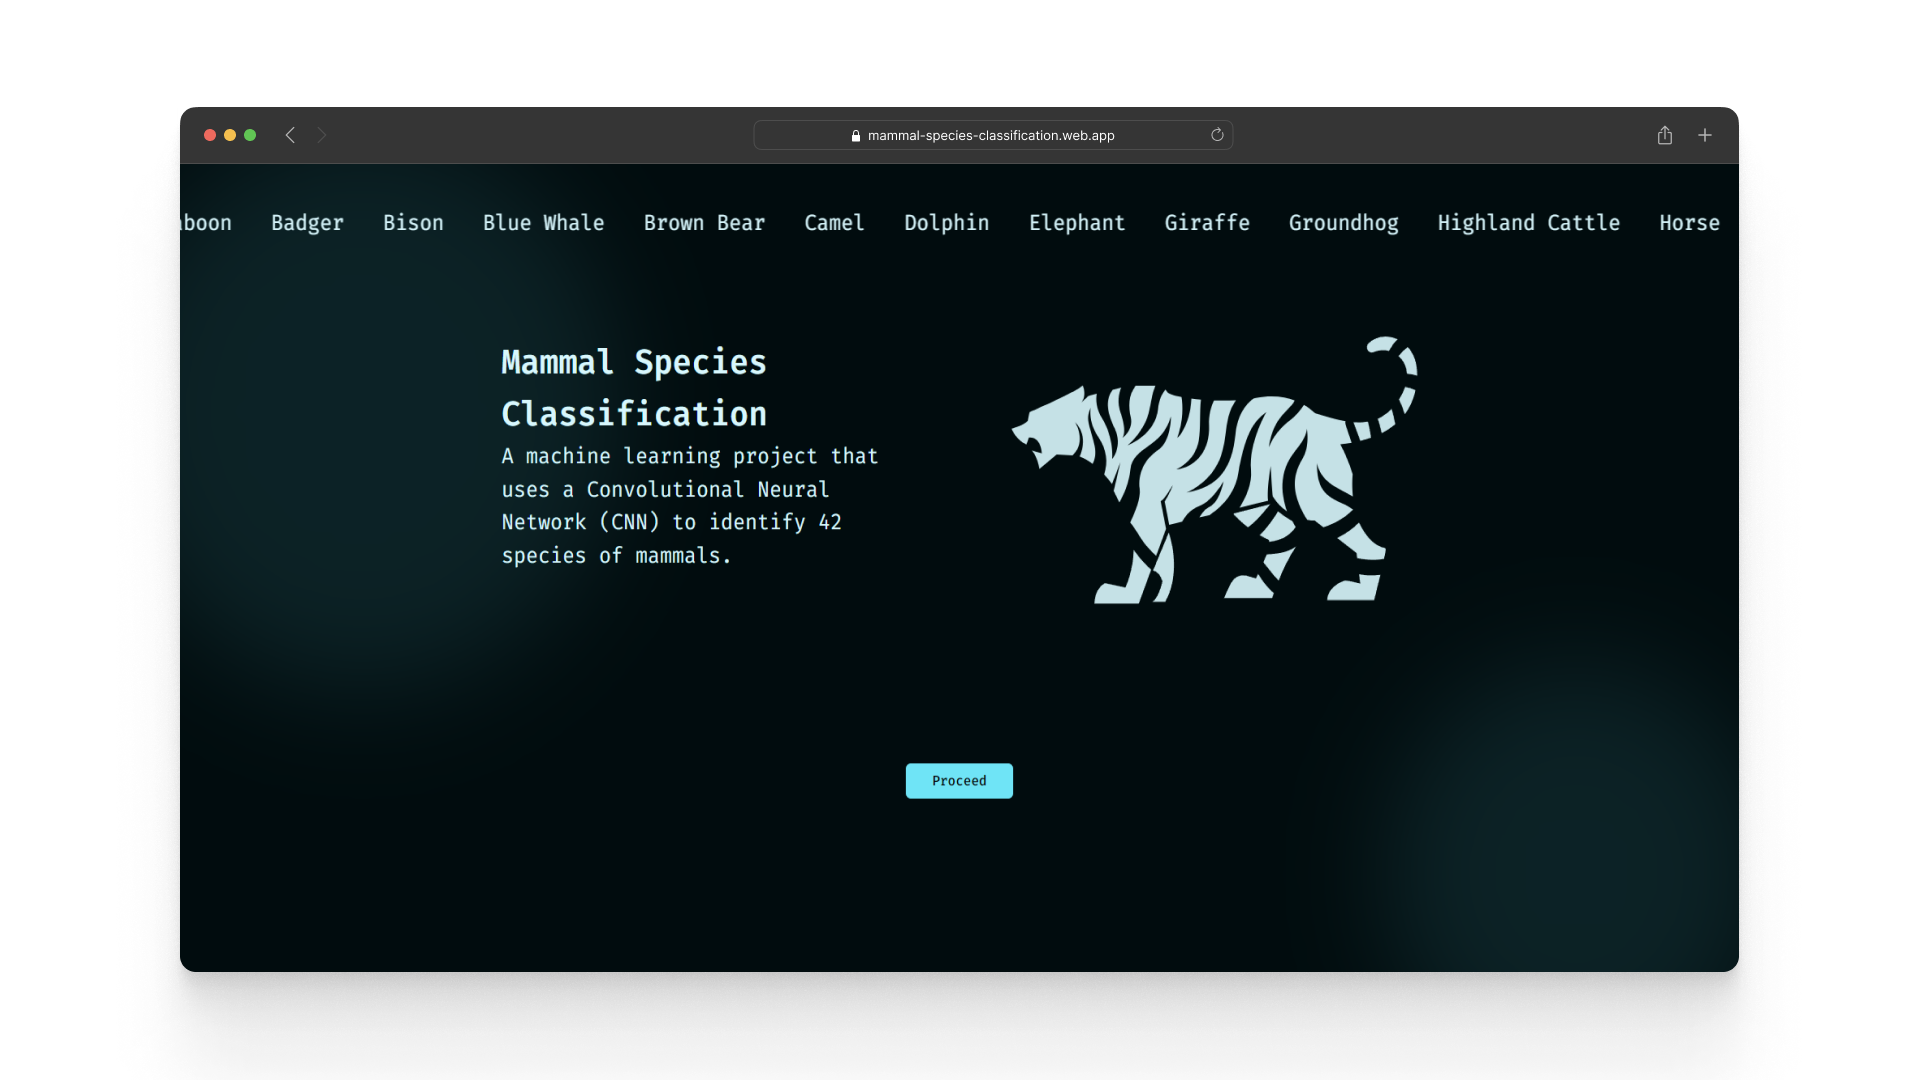 mammal-species-classification.web.app
boon Badger Bison Blue Whale Brown Bear Camel Dolphin Elephant Giraffe Groundhog Highland Cattle Horse
Mammal Species
Classification
A machine learning project that
uses a Convolutional Neural
Network (CNN) to identify 42
species of mammals.
Proceed